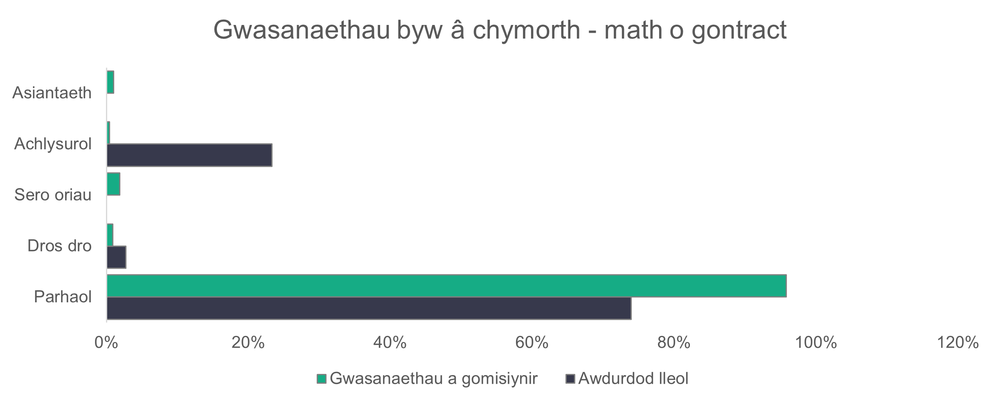 Gwasanaethau byw â chymorth - math o gontract
Asiantaeth
Achlysurol
Sero oriau
Dros dro
Parhaol
0% 20% 40% 60% 80% 100% 120%
Gwasanaethau a gomisiynir Awdurdod lleol